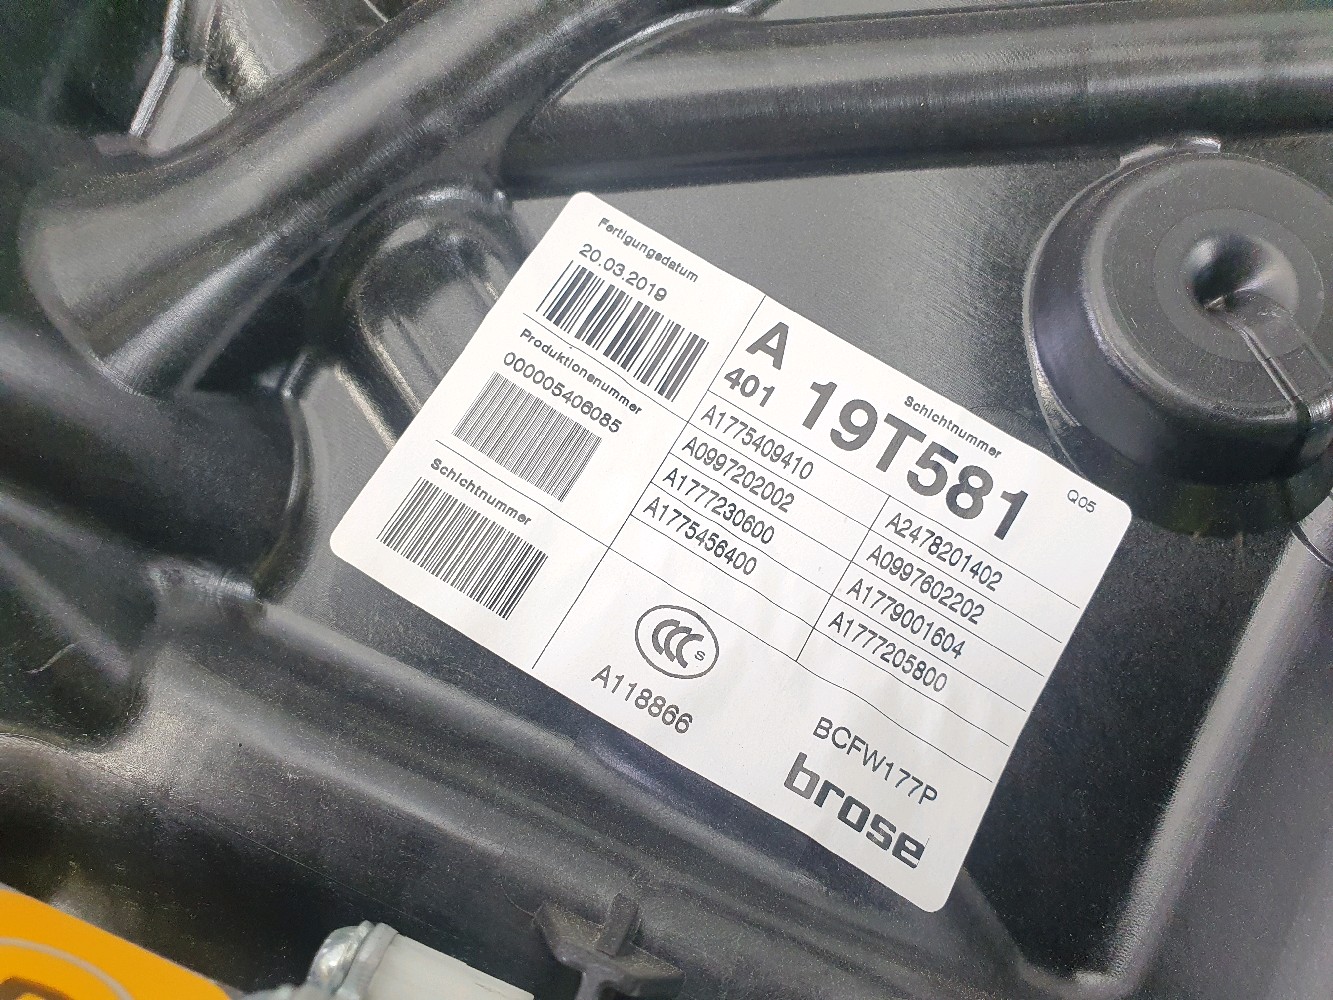 Fertigungsdatum
20.03.2019
Produktionsnummer
000005406085
Schichtnummer
A
401
19T581
Schichtnummer
Q05
A1775409410
A0997202002
A1777230600
A1775456400
A2478201402
A0997602202
A1779001604
A1777205800
CCC S
A118866
BCFW177P
brose